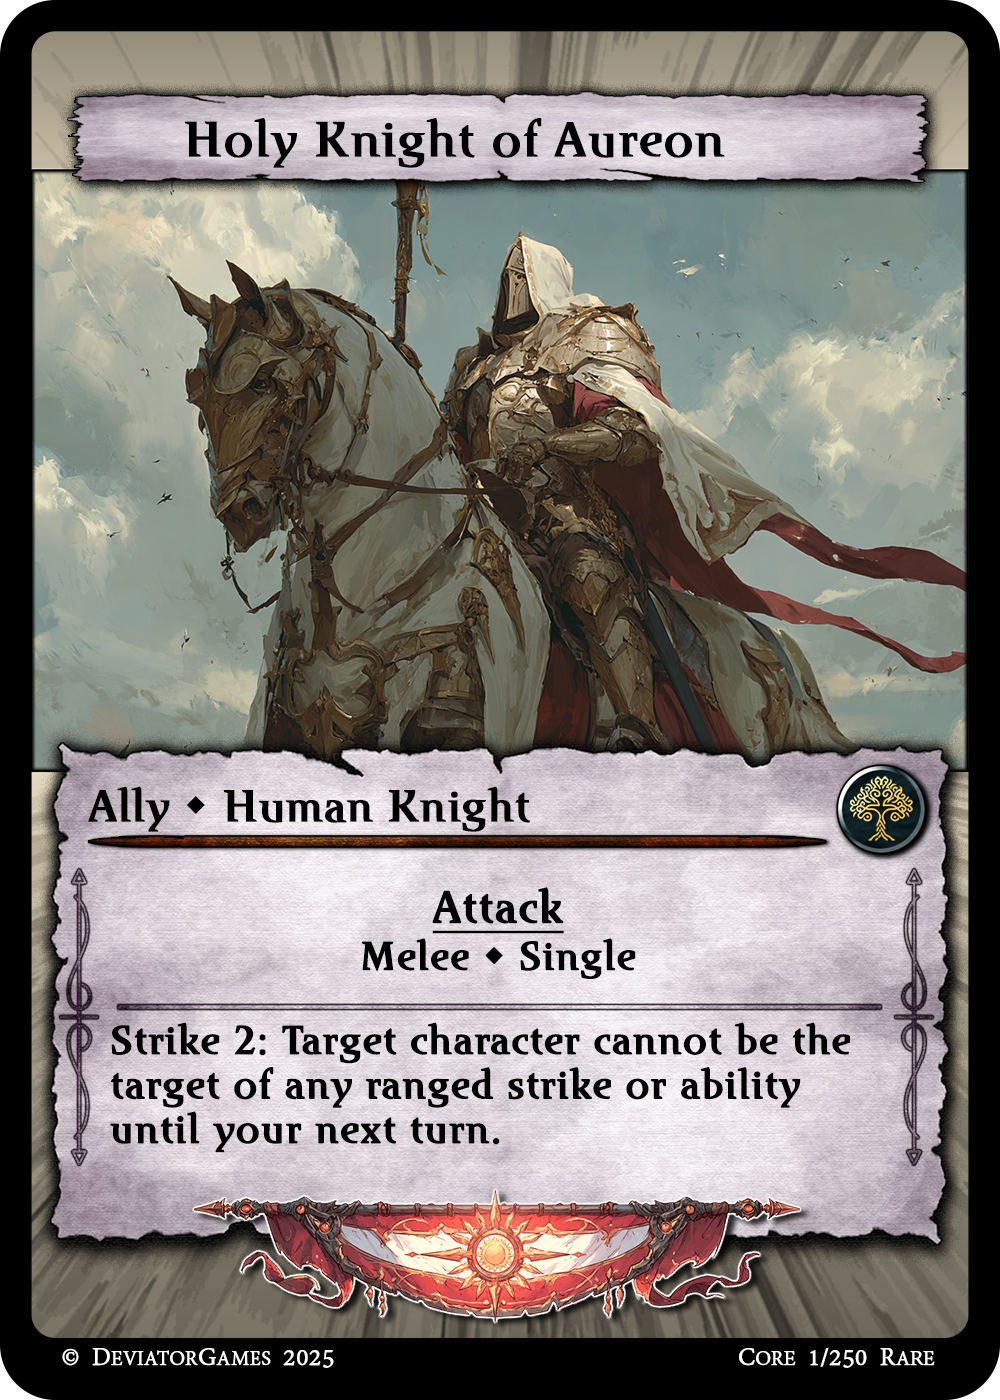 Holy Knight of Aureon
Ally ◆ Human Knight
Attack
Melee ◆ Single
Strike 2: Target character cannot be the
target of any ranged strike or ability
until your next turn.
© DeviatorGames 2025
Core 1/250 Rare